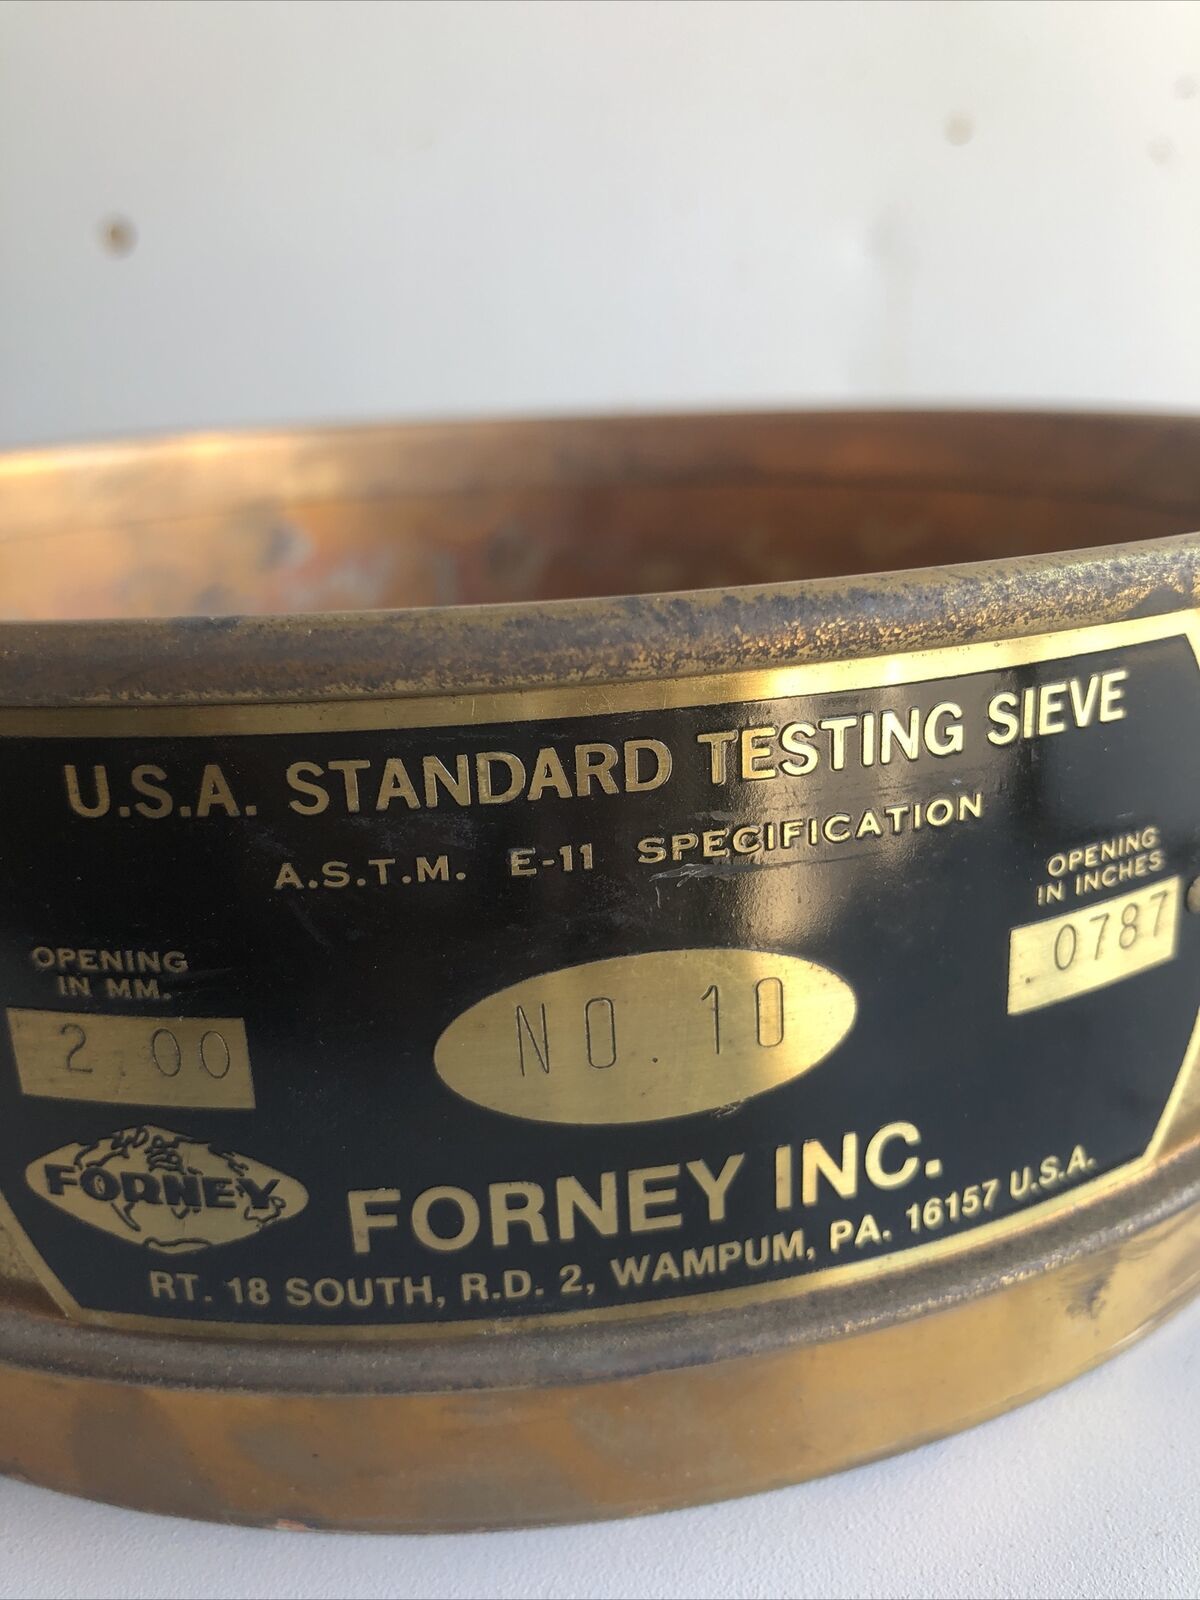 U.S.A. STANDARD TESTING SIEVE
A.S.T.M. E-11 SPECIFICATION
OPENING
IN MM.
2.00
NO. 10
OPENING
IN INCHES
.0787
FORNEY
FORNEY INC.
RT. 18 SOUTH, R.D. 2, WAMPUM, PA. 16157 U.S.A.